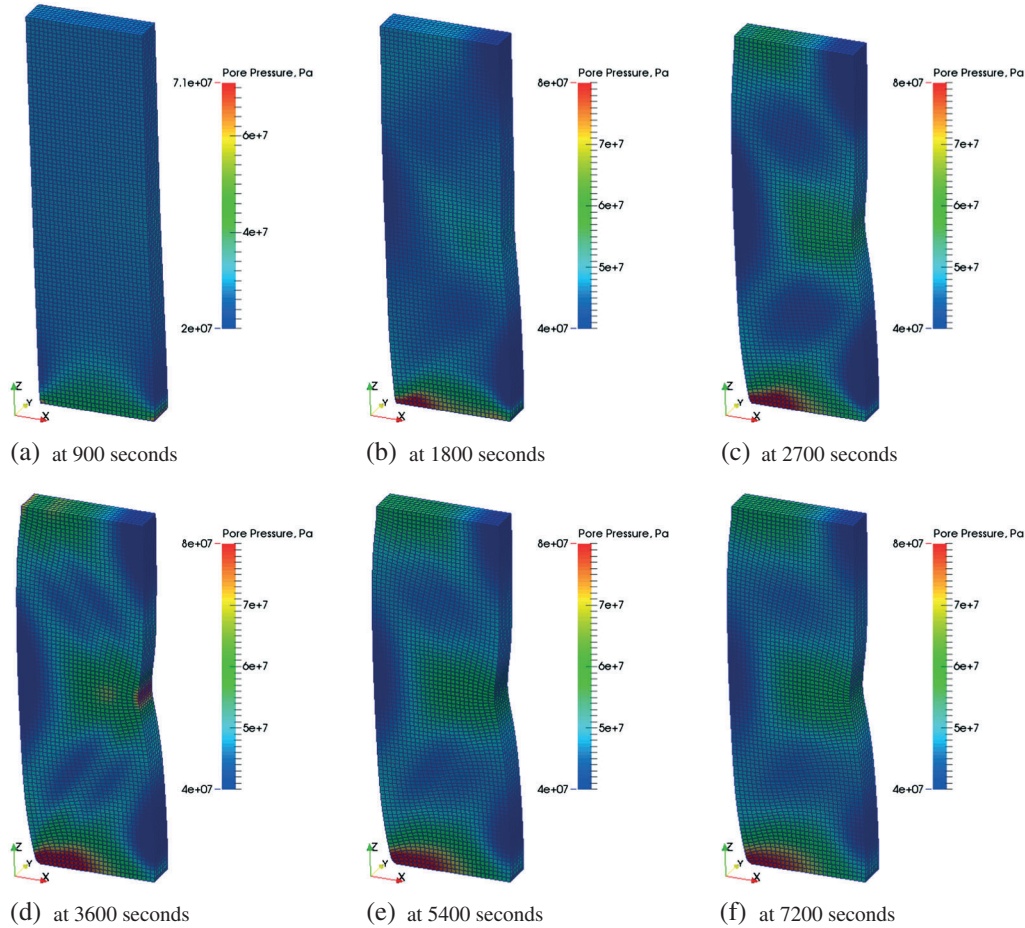 Pore Pressure, Pa
7.1e+07
6e+7
4e+7
2e+07
Z
Y
X
(a) at 900 seconds
Pore Pressure, Pa
8e+07
7e+7
6e+7
5e+7
4e+07
Z
Y
X
(b) at 1800 seconds
Pore Pressure, Pa
8e+07
7e+7
6e+7
5e+7
4e+07
Z
Y
X
(c) at 2700 seconds
Pore Pressure, Pa
8e+07
7e+7
6e+7
5e+7
4e+07
Z
Y
X
(d) at 3600 seconds
Pore Pressure, Pa
8e+07
7e+7
6e+7
5e+7
4e+07
Z
Y
X
(e) at 5400 seconds
Pore Pressure, Pa
8e+07
7e+7
6e+7
5e+7
4e+07
Z
Y
X
(f) at 7200 seconds